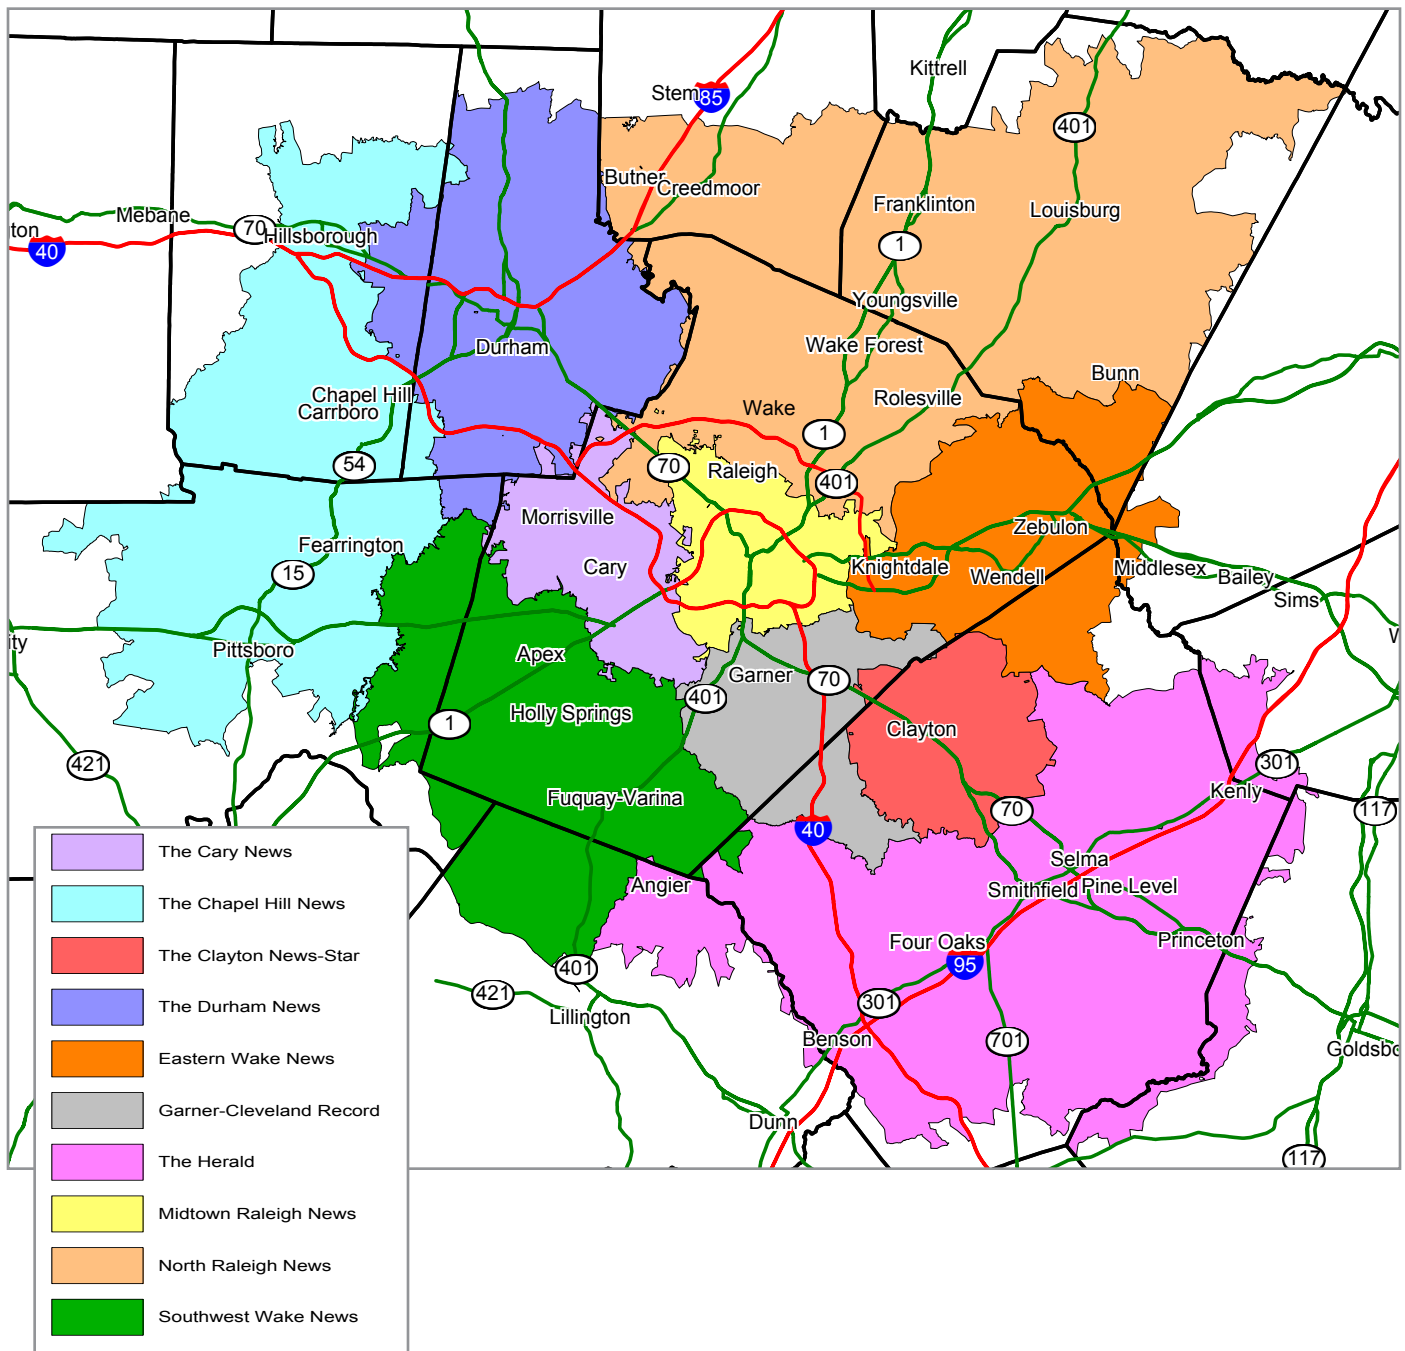 Kittrell
Stem
85
401
Butner
Creedmoor
Franklinton
Louisburg
Mebane
70
Hillsborough
ton
40
1
Youngsville
Wake Forest
Durham
Bunn
Chapel Hill
Carrboro
Rolesville
Wake
1
54
70
Raleigh
401
Morrisville
Zebulon
Fearrington
Cary
Knightdale
Wendell
Middlesex
Bailey
15
Sims
ity
Pittsboro
W
Apex
Garner
70
401
Holly Springs
1
Clayton
421
301
Kenly
Fuquay-Varina
70
117
40
Selma
Angier
Smithfield
Pine Level
Four Oaks
Princeton
401
95
421
301
Lillington
Benson
701
Goldsbo
Dunn
117
The Cary News
The Chapel Hill News
The Clayton News-Star
The Durham News
Eastern Wake News
Garner-Cleveland Record
The Herald
Midtown Raleigh News
North Raleigh News
Southwest Wake News